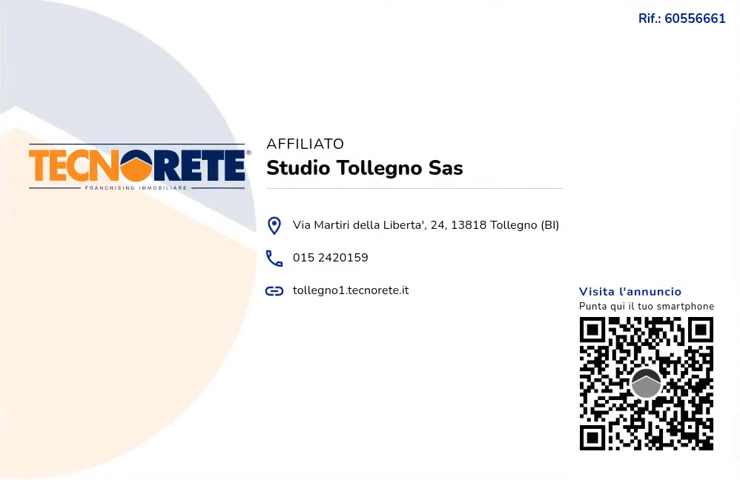 Rif.: 60556661
TECNORETE®
FRANCHISING IMMOBILIARE
AFFILIATO
Studio Tollegno Sas
Via Martiri della Liberta', 24, 13818 Tollegno (BI)
015 2420159
tollegno1.tecnorete.it
Visita l'annuncio
Punta qui il tuo smartphone